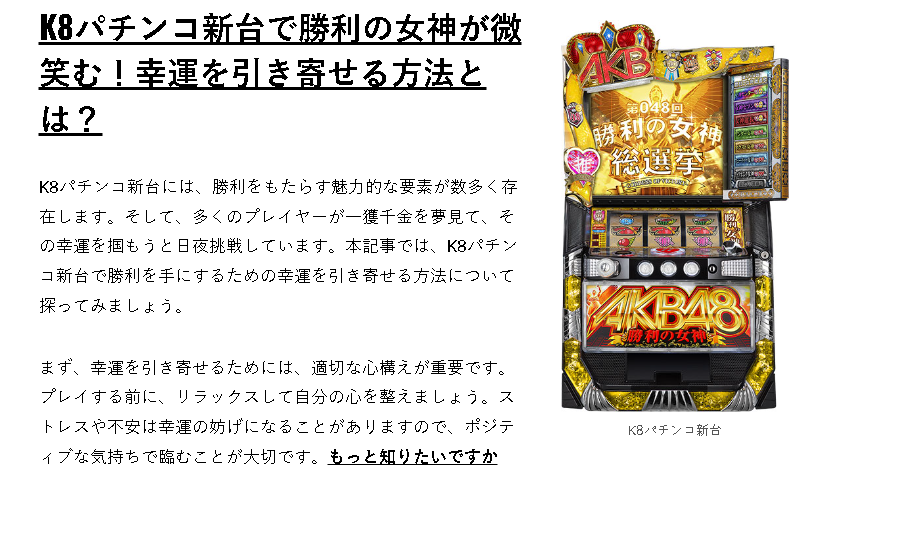 K8パチンコ新台で勝利の女神が微
笑む！幸運を引き寄せる方法と
は？
K8パチンコ新台には、勝利をもたらす魅力的な要素が数多く存
在します。そして、多くのプレイヤーが一獲千金を夢見て、そ
の幸運を掴もうと日夜挑戦しています。本記事では、K8パチン
コ新台で勝利を手にするための幸運を引き寄せる方法について
探ってみましょう。
まず、幸運を引き寄せるためには、適切な心構えが重要です。
プレイする前に、リラックスして自分の心を整えましょう。ス
トレスや不安は幸運の妨げになることがありますので、ポジテ
ィブな気持ちで臨むことが大切です。もっと知りたいですか
AKB
第048回
勝利の女神
総選挙
推
勝利の女神
AKB48
勝利の女神
K8パチンコ新台